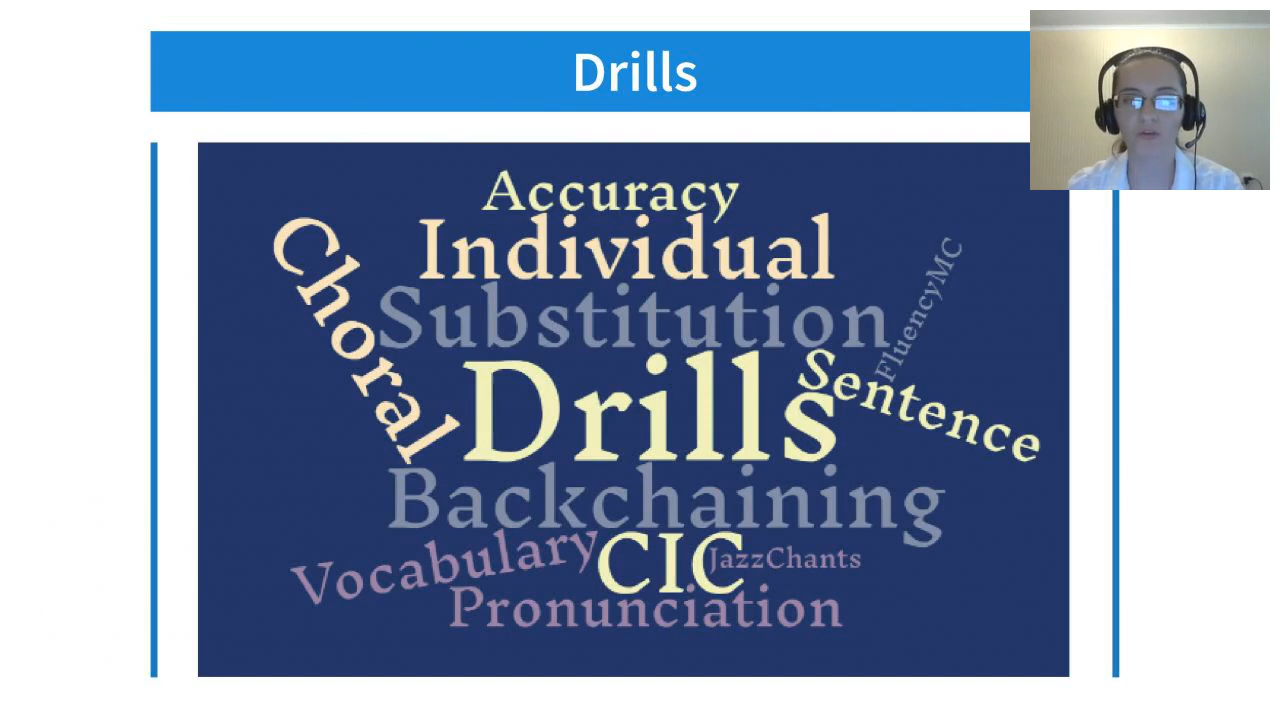 Drills
Accuracy
Individual
Choral
Substitution
FluencyMC
Drills
Sentence
Backchaining
Vocabulary
CIC
JazzChants
Pronunciation